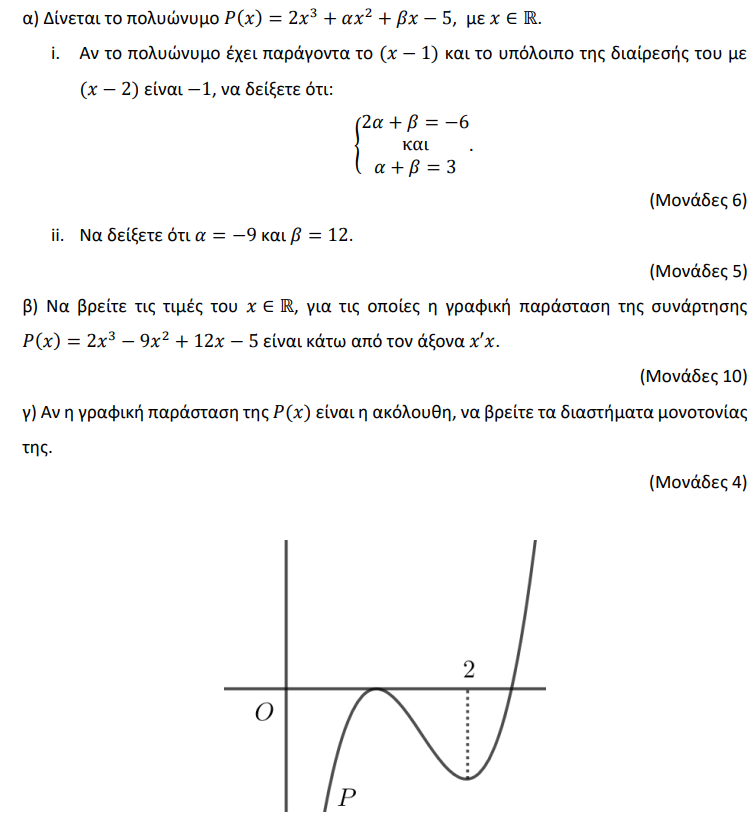 α) Δίνεται το πολυώνυμο P(x) = 2x³ + αx² + βx − 5, με x ∈ ℝ.
i. Αν το πολυώνυμο έχει παράγοντα το (x − 1) και το υπόλοιπο της διαίρεσής του με
(x − 2) είναι −1, να δείξετε ότι:
{2α + β = −6
και
α + β = 3 .
(Μονάδες 6)
ii. Να δείξετε ότι α = −9 και β = 12.
(Μονάδες 5)
β) Να βρείτε τις τιμές του x ∈ ℝ, για τις οποίες η γραφική παράσταση της συνάρτησης
P(x) = 2x³ − 9x² + 12x − 5 είναι κάτω από τον άξονα x′x.
(Μονάδες 10)
γ) Αν η γραφική παράσταση της P(x) είναι η ακόλουθη, να βρείτε τα διαστήματα μονοτονίας
της.
(Μονάδες 4)
2
O
P